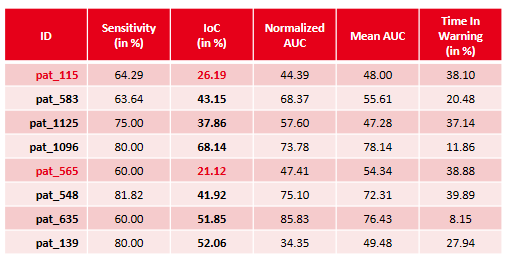 ID Sensitivity (in %) IoC (in %) Normalized AUC Mean AUC Time In Warning (in %)
pat_115 64.29 26.19 44.39 48.00 38.10
pat_583 63.64 43.15 68.37 55.61 20.48
pat_1125 75.00 37.86 57.60 47.28 37.14
pat_1096 80.00 68.14 73.78 78.14 11.86
pat_565 60.00 21.12 47.41 54.34 38.88
pat_548 81.82 41.92 75.10 72.31 39.89
pat_635 60.00 51.85 85.83 76.43 8.15
pat_139 80.00 52.06 34.35 49.48 27.94